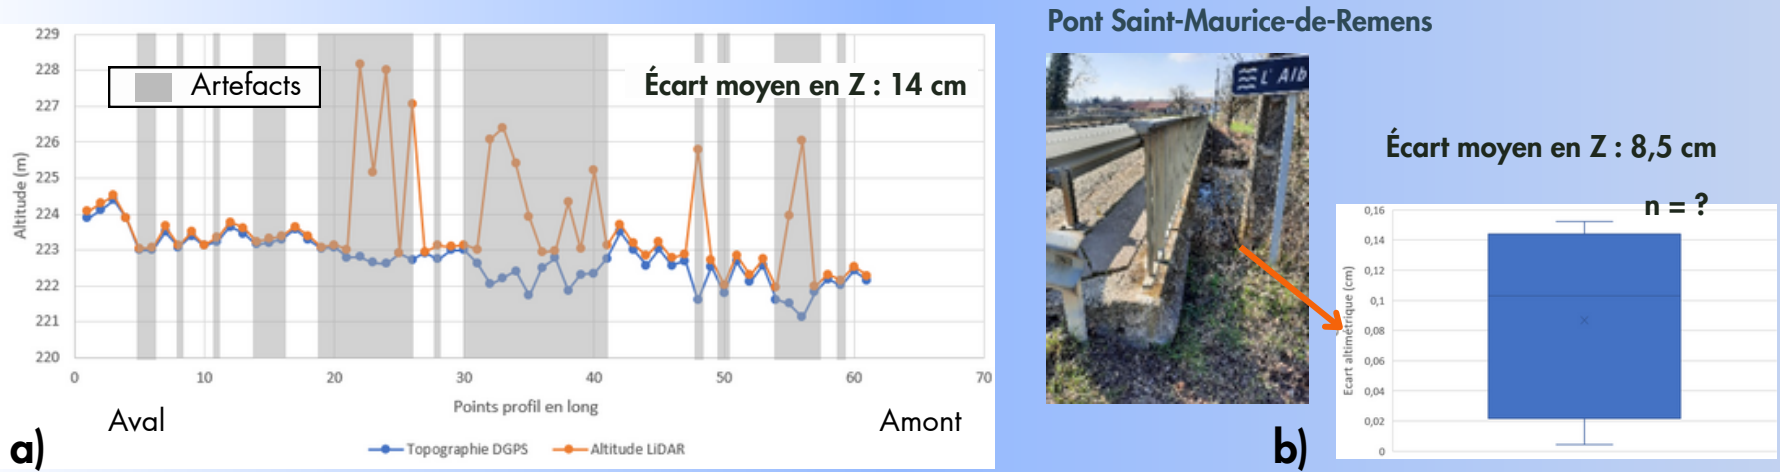 229
228
227
226
225
224
223
222
221
220
Altitude (m)
Artefacts
Écart moyen en Z : 14 cm
0 10 20 30 40 50 60 70
Points profil en long
Aval
Amont
Topographie DGPS
Altitude LiDAR
a)
Pont Saint-Maurice-de-Remens
L'Alb
Écart moyen en Z : 8,5 cm
n = ?
0,16
0,14
0,12
0,1
0,08
0,06
0,04
0,02
0
Ecart altimétrique (cm)
b)